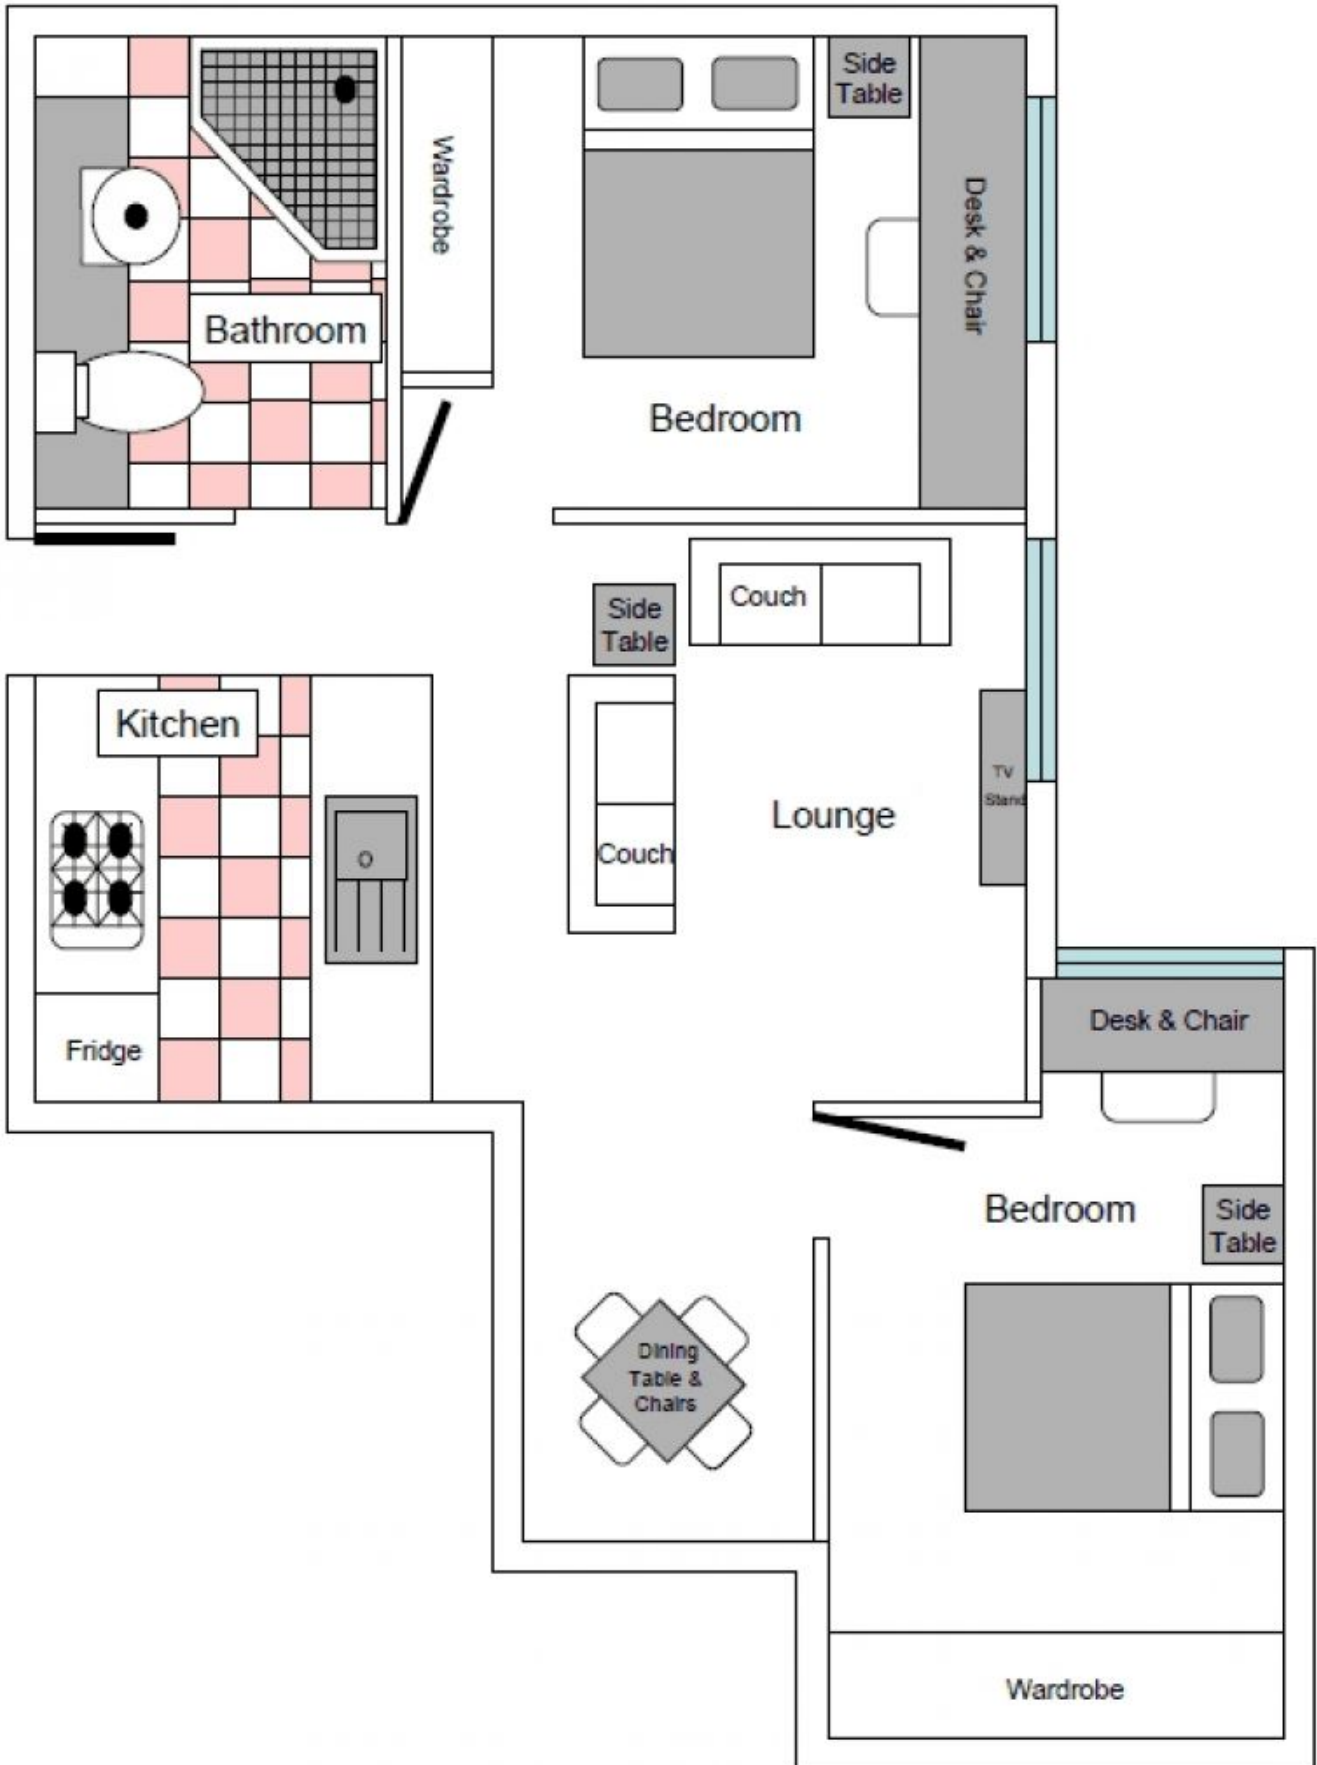 Side
Table
Wardrobe
Desk & Chair
Bathroom
Bedroom
Couch
Side
Table
Kitchen
TV
Stand
Lounge
Couch
O
Desk & Chair
Fridge
Bedroom
Side
Table
Dining
Table &
Chairs
Wardrobe